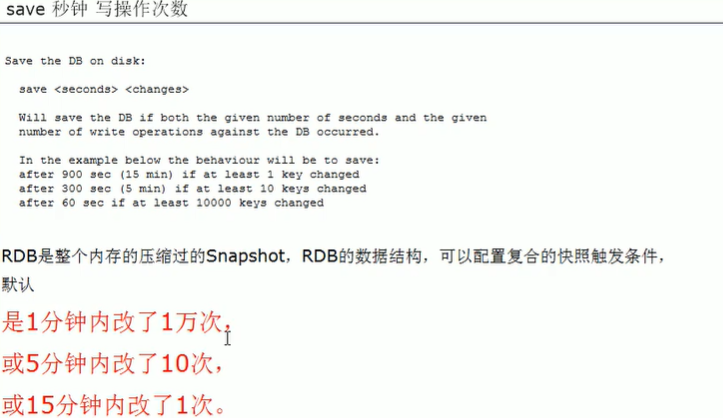 save 秒钟 写操作次数
Save the DB on disk:
save <seconds> <changes>
Will save the DB if both the given number of seconds and the given
number of write operations against the DB occurred.
In the example below the behaviour will be to save:
after 900 sec (15 min) if at least 1 key changed
after 300 sec (5 min) if at least 10 keys changed
after 60 sec if at least 10000 keys changed
RDB是整个内存的压缩过的Snapshot，RDB的数据结构，可以配置复合的快照触发条件，
默认
是1分钟内改了1万次，
或5分钟内改了10次，
或15分钟内改了1次。